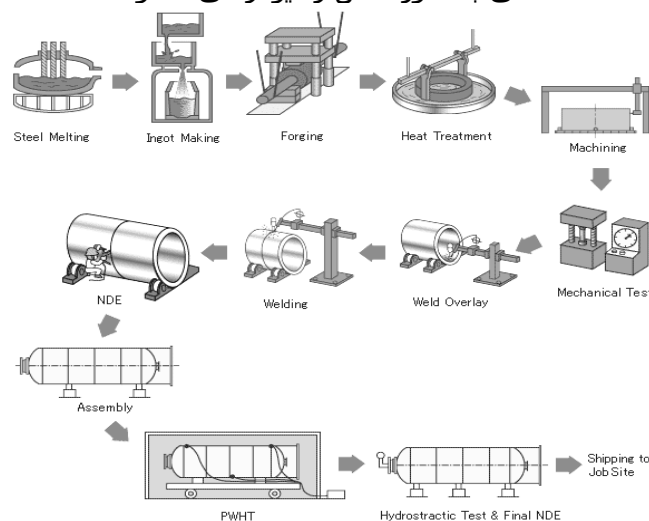 Steel Melting
Ingot Making
Forging
Heat Treatment
Machining
Mechanical Test
Weld Overlay
Welding
NDE
Assembly
PWHT
Hydrostractic Test & Final NDE
Shipping to
Job Site